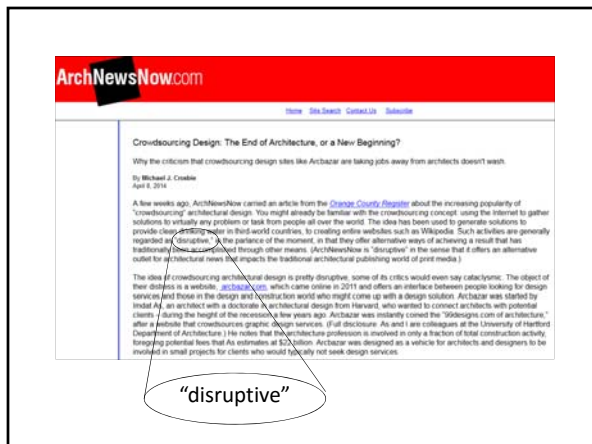 ArchNewsNow.com
Home Site Search Contact Us Subscribe
Crowdsourcing Design: The End of Architecture, or a New Beginning?
Why the criticism that crowdsourcing design sites like Arcbazar are taking jobs away from architects doesn't wash.
By Michael J. Crosbie
April 8, 2014
A few weeks ago, ArchNewsNow carried an article from the Orange County Register about the increasing popularity of
"crowdsourcing" architectural design. You might already be familiar with the crowdsourcing concept: using the Internet to gather
solutions to virtually any problem or task from people all over the world. The idea has been used to generate solutions to
provide clean drinking water in third-world countries, to creating entire websites such as Wikipedia. Such activities are generally
regarded as "disruptive," in the parlance of the moment, in that they offer alternative ways of achieving a result that has
traditionally been accomplished through other means. (ArchNewsNow is "disruptive" in the sense that it offers an alternative
outlet for architectural news that impacts the traditional architectural publishing world of print media.)
The idea of crowdsourcing architectural design is pretty disruptive, some of its critics would even say cataclysmic. The object of
their distress is a website, arcbazar.com, which came online in 2011 and offers an interface between people looking for design
services and those in the design and construction world who might come up with a design solution. Arcbazar was started by
Imdat As, an architect with a doctorate in architectural design from Harvard, who wanted to connect architects with potential
clients – during the height of the recession a few years ago. Arcbazar was instantly coined the "99designs.com of architecture,"
after a website that crowdsources graphic design services. (Full disclosure: As and I are colleagues at the University of Hartford
Department of Architecture.) He notes that the architecture profession is involved in only a fraction of total construction activity,
foregoing potential fees that As estimates at $22 billion. Arcbazar was designed as a vehicle for architects and designers to be
involved in small projects for clients who would typically not seek design services.
"disruptive"